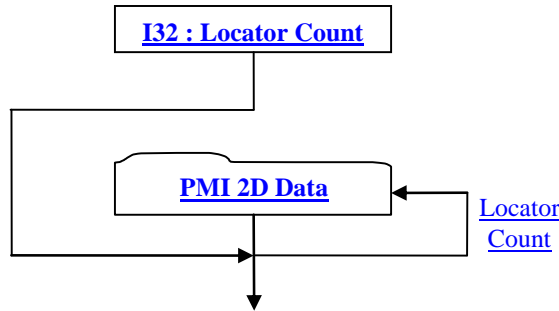 I32 : Locator Count
PMI 2D Data
Locator
Count